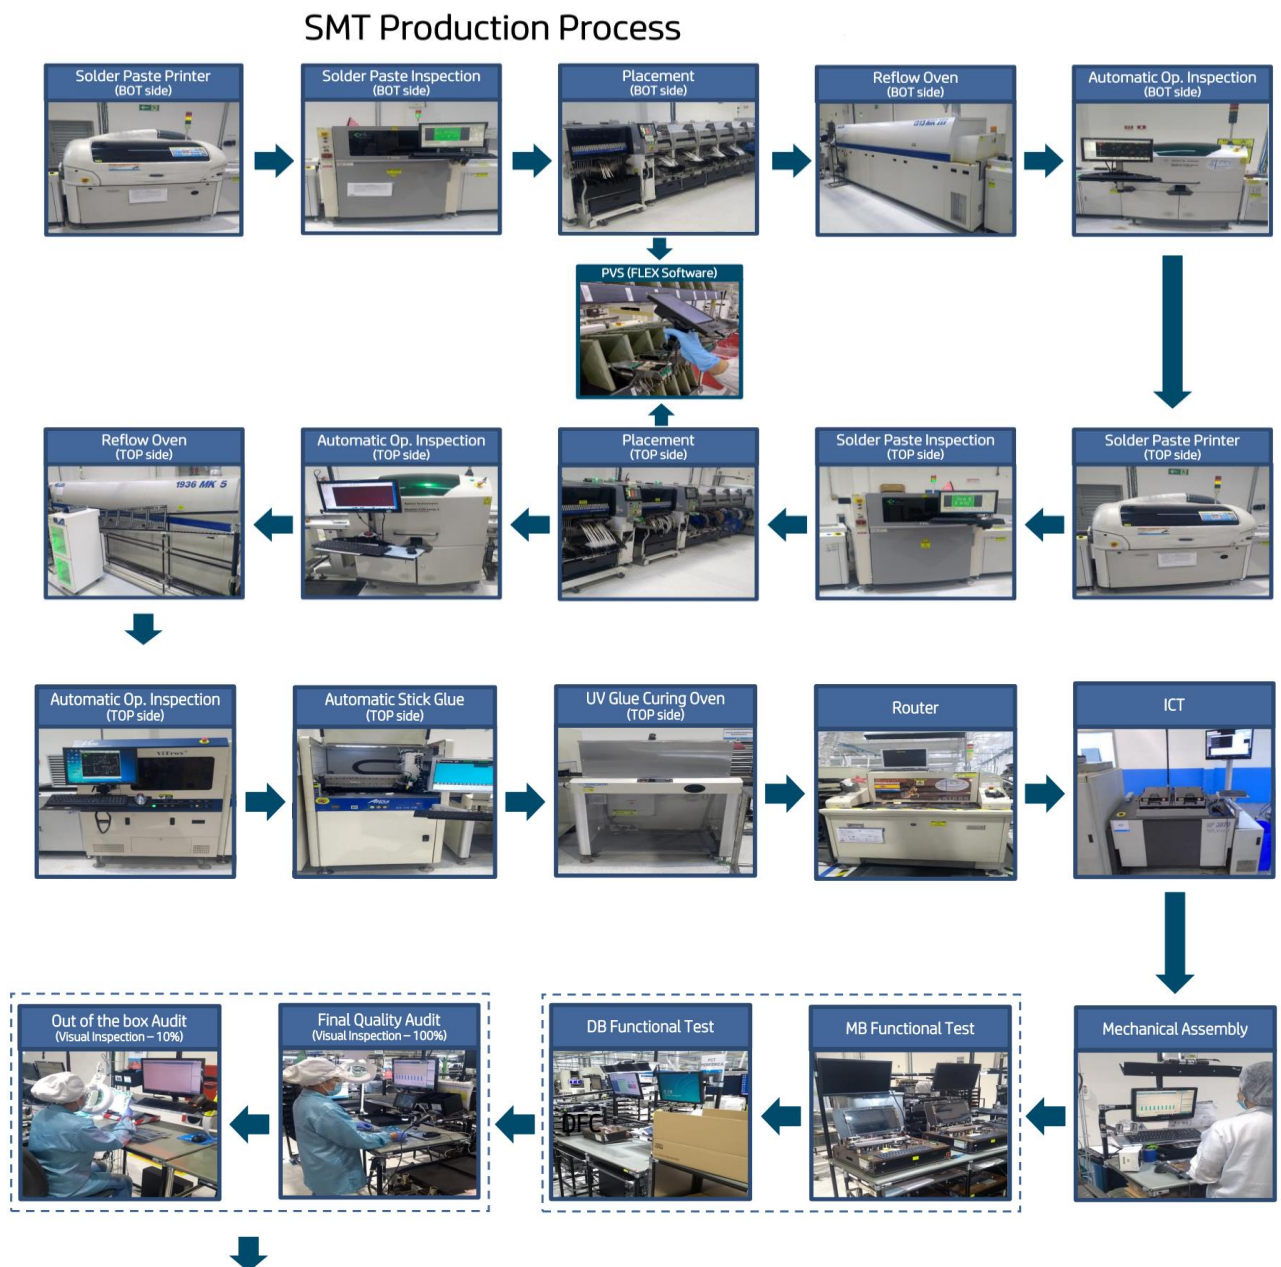 SMT Production Process
Solder Paste Printer
(BOT side)
Solder Paste Inspection
(BOT side)
Placement
(BOT side)
Reflow Oven
(BOT side)
Automatic Op. Inspection
(BOT side)
PVS (FLEX Software)
Reflow Oven
(TOP side)
1936 MK 5
Automatic Op. Inspection
(TOP side)
Placement
(TOP side)
Solder Paste Inspection
(TOP side)
Solder Paste Printer
(TOP side)
Automatic Op. Inspection
(TOP side)
ViTrox
Automatic Stick Glue
(TOP side)
UV Glue Curing Oven
(TOP side)
Router
ICT
Out of the box Audit
(Visual Inspection – 10%)
Final Quality Audit
(Visual Inspection – 100%)
DB Functional Test
DFC
MB Functional Test
Mechanical Assembly